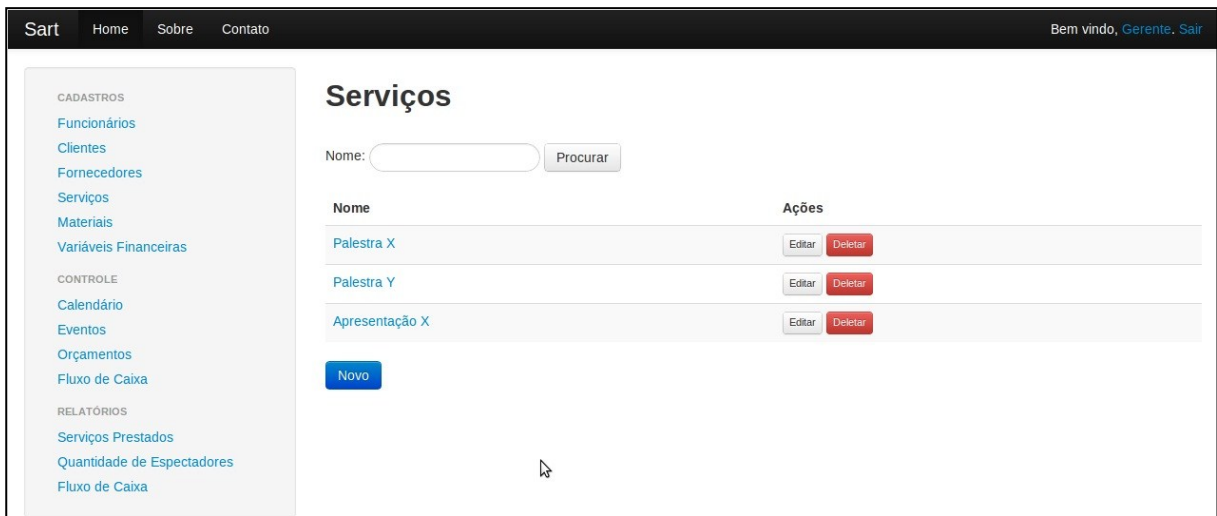 Sart Home Sobre Contato Bem vindo, Gerente. Sair
CADASTROS
Funcionários
Clientes
Fornecedores
Serviços
Materiais
Variáveis Financeiras
CONTROLE
Calendário
Eventos
Orçamentos
Fluxo de Caixa
RELATÓRIOS
Serviços Prestados
Quantidade de Espectadores
Fluxo de Caixa
Serviços
Nome: Procurar
Nome Ações
Palestra X Editar Deletar
Palestra Y Editar Deletar
Apresentação X Editar Deletar
Novo